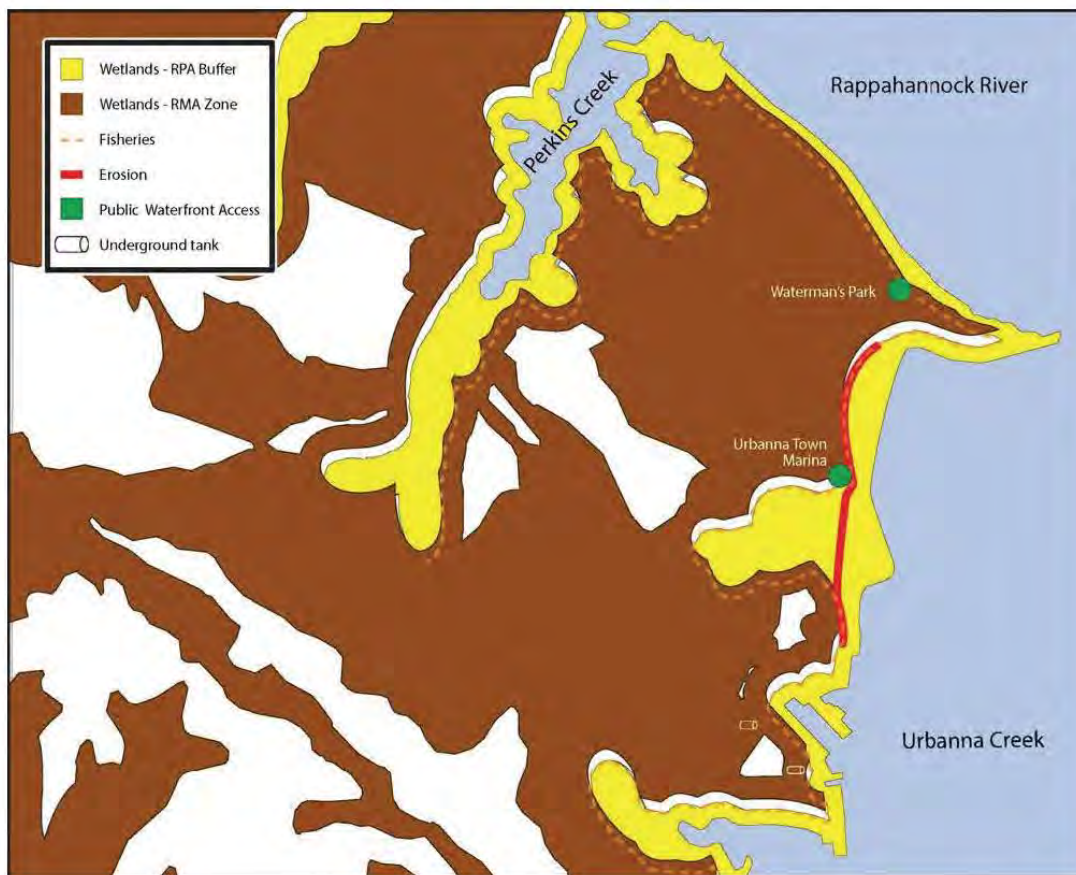 Wetlands - RPA Buffer
Wetlands - RMA Zone
Fisheries
Erosion
Public Waterfront Access
Underground tank
Perkins Creek
Rappahannock River
Waterman's Park
Urbanna Town
Marina
Urbanna Creek